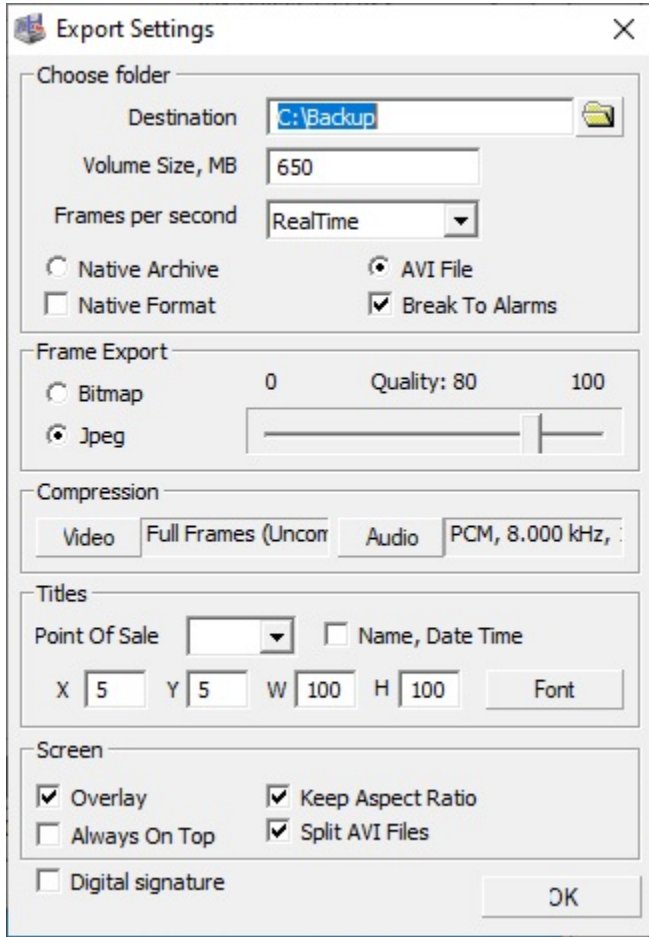 Export Settings
Choose folder
Destination C:\Backup
Volume Size, MB 650
Frames per second RealTime
Native Archive AVI File
Native Format Break To Alarms
Frame Export
Bitmap 0 Quality: 80 100
Jpeg
Compression
Video Full Frames (Uncom Audio PCM, 8.000 kHz,
Titles
Point Of Sale Name, Date Time
X 5 Y 5 W 100 H 100 Font
Screen
Overlay Keep Aspect Ratio
Always On Top Split AVI Files
Digital signature OK